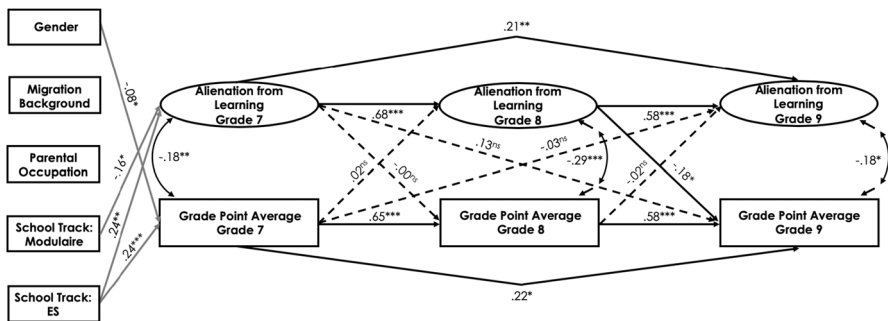 Gender
Migration
Background
Parental
Occupation
School Track:
Modulaire
School Track:
ES
-.08*
-.16*
.24**
.24***
.21**
Alienation from
Learning
Grade 7
.68***
Alienation from
Learning
Grade 8
.58***
Alienation from
Learning
Grade 9
-.18**
.02ns
-.00ns
.13ns
-.03ns
-.29***
-.02ns
-.18*
-.18*
Grade Point Average
Grade 7
.65***
Grade Point Average
Grade 8
.58***
Grade Point Average
Grade 9
.22*